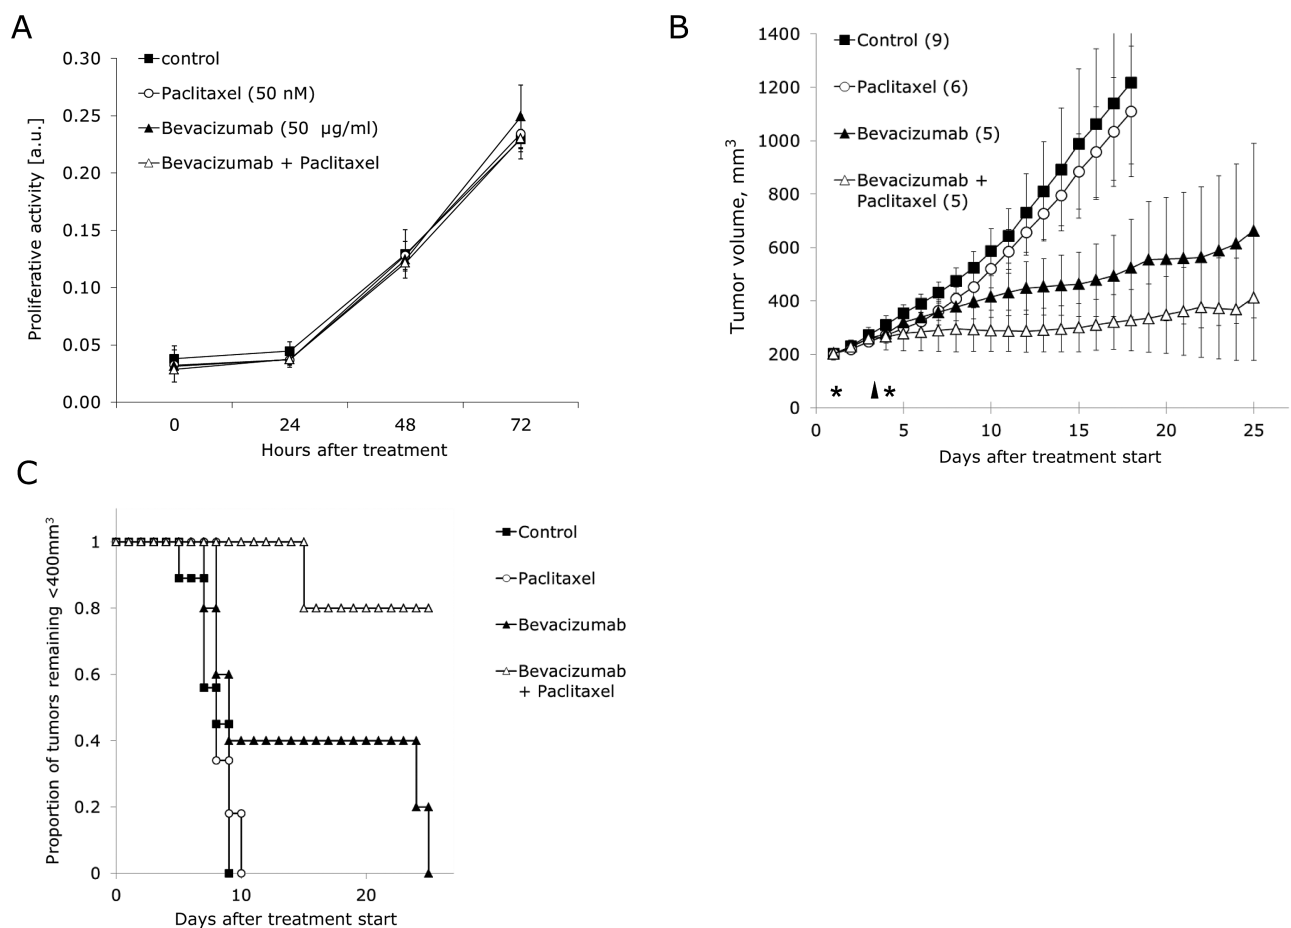 A
0.30
0.25
0.20
0.15
0.10
0.05
0.00
Proliferative activity [a.u.]
control
Paclitaxel (50 nM)
Bevacizumab (50 µg/ml)
Bevacizumab + Paclitaxel
0 24 48 72
Hours after treatment
B
1400
1200
1000
800
600
400
200
0
Tumor volume, mm3
Control (9)
Paclitaxel (6)
Bevacizumab (5)
Bevacizumab +
Paclitaxel (5)
* *
0 5 10 15 20 25
Days after treatment start
C
1
0.8
0.6
0.4
0.2
0
Proportion of tumors remaining <400mm3
Control
Paclitaxel
Bevacizumab
Bevacizumab
+ Paclitaxel
0 10 20
Days after treatment start